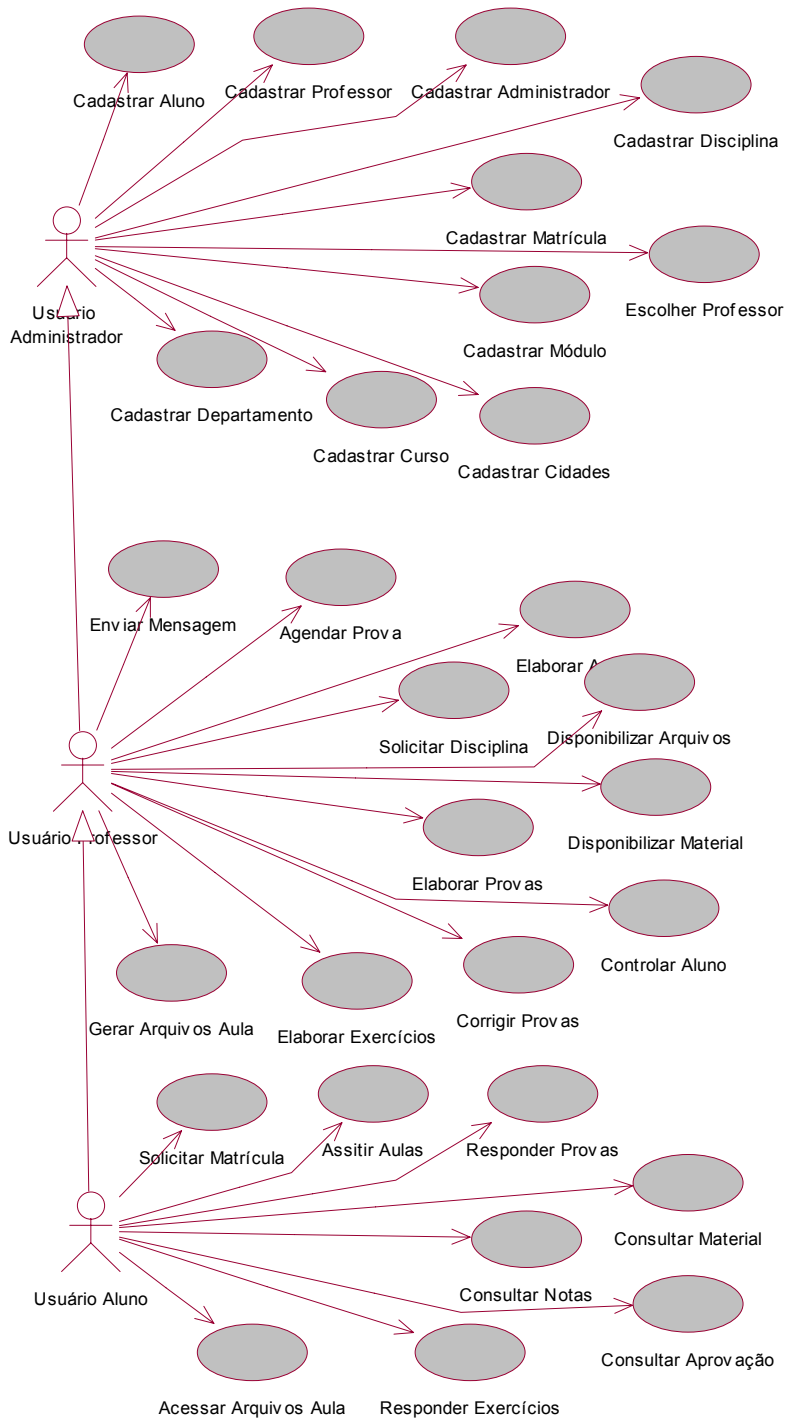 Cadastrar Aluno
Cadastrar Professor
Cadastrar Administrador
Cadastrar Disciplina
Cadastrar Matrícula
Escolher Professor
Usuário
Administrador
Cadastrar Módulo
Cadastrar Departamento
Cadastrar Curso
Cadastrar Cidades
Enviar Mensagem
Agendar Prova
Elaborar
Solicitar Disciplina
Disponibilizar Arquivos
Usuário Professor
Disponibilizar Material
Elaborar Provas
Controlar Aluno
Gerar Arquivos Aula
Elaborar Exercícios
Corrigir Provas
Solicitar Matrícula
Assitir Aulas
Responder Provas
Consultar Material
Usuário Aluno
Consultar Notas
Consultar Aprovação
Acessar Arquivos Aula
Responder Exercícios